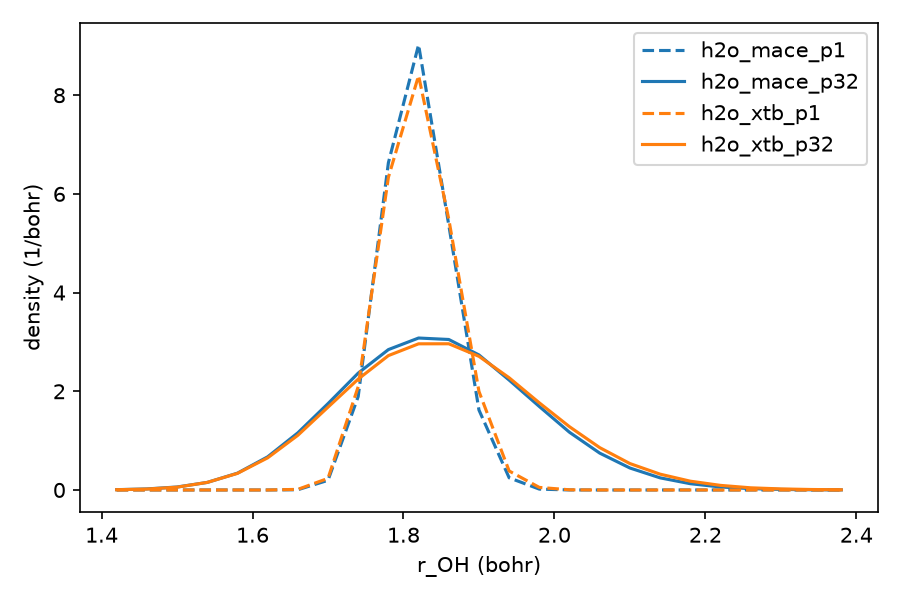 h2o_mace_p1
h2o_mace_p32
h2o_xtb_p1
h2o_xtb_p32
density (1/bohr)
8
6
4
2
0
1.4 1.6 1.8 2.0 2.2 2.4
r_OH (bohr)